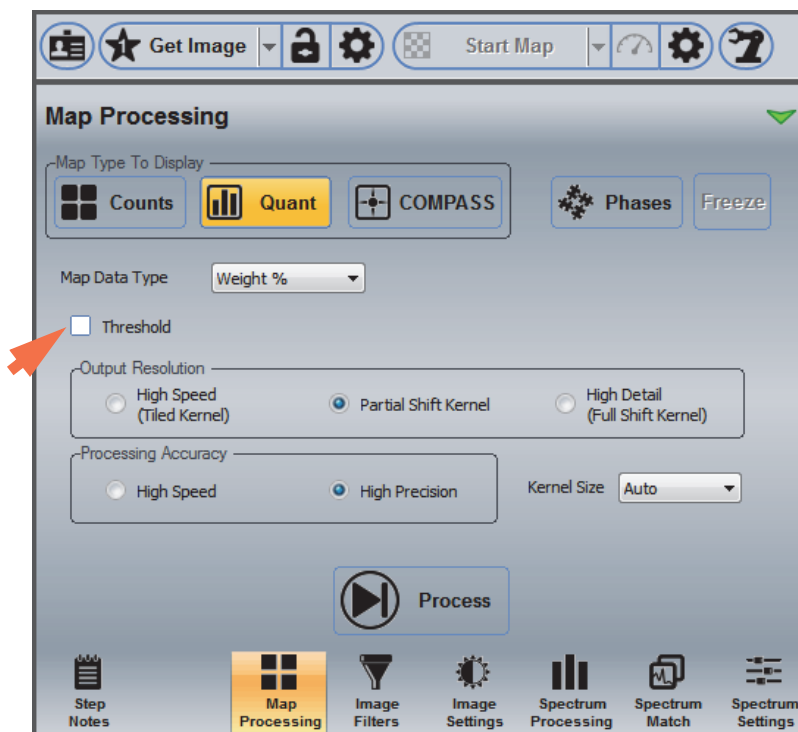 Get Image
Start Map
Map Processing
Map Type To Display
Counts
Quant
COMPASS
Phases
Freeze
Map Data Type
Weight %
Threshold
Output Resolution
High Speed
(Tiled Kernel)
Partial Shift Kernel
High Detail
(Full Shift Kernel)
Processing Accuracy
High Speed
High Precision
Kernel Size
Auto
Process
Step
Notes
Map
Processing
Image
Filters
Image
Settings
Spectrum
Processing
Spectrum
Match
Spectrum
Settings